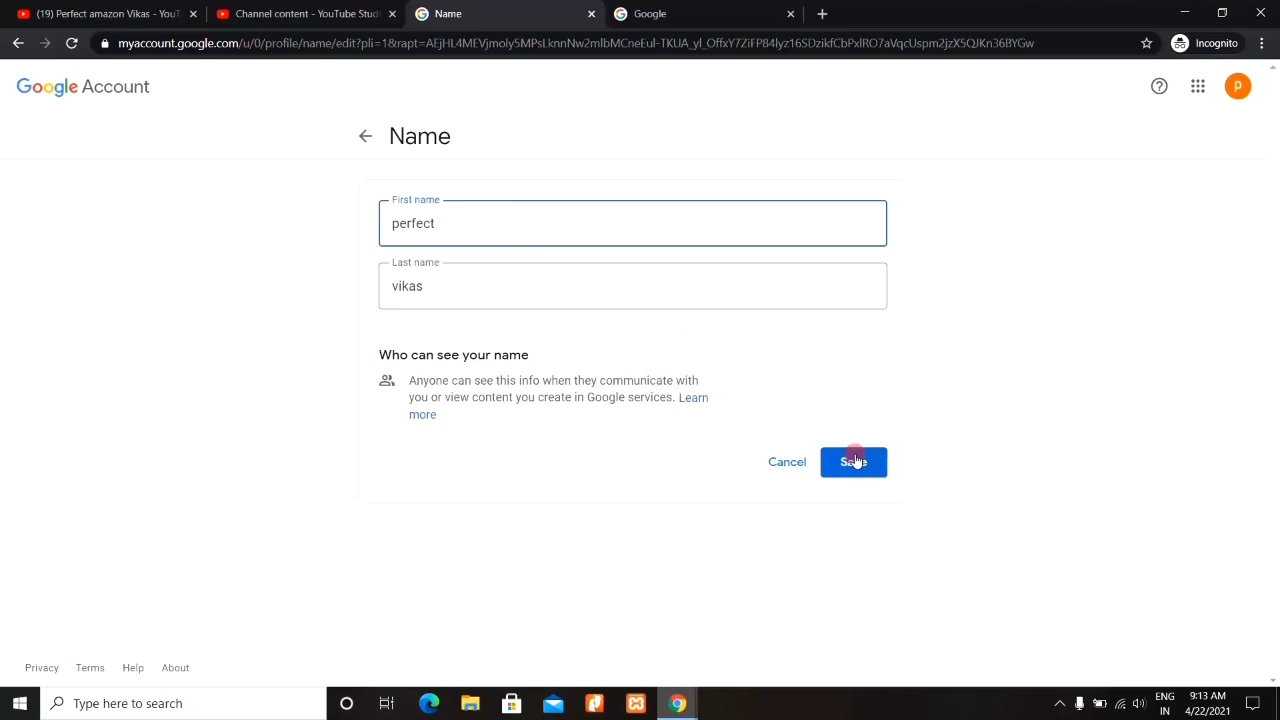 (19) Perfect amazon Vikas - YouT
Channel content - YouTube Stud
Name
Google
myaccount.google.com/u/0/profile/name/edit?pli=1&rapt=AEjHL4MEVjmoly5MPsLknnNw2mlbMCneEul-TKUA_yl_OffxY7ZiFP84lyz16SDzikfCbPxlRO7aVqcUspm2jzX5QJKn36BYGw
Incognito
Google Account
p
Name
First name
perfect
Last name
vikas
Who can see your name
Anyone can see this info when they communicate with
you or view content you create in Google services. Learn
more
Cancel
Save
Privacy
Terms
Help
About
Type here to search
ENG
IN
9:13 AM
4/22/2021